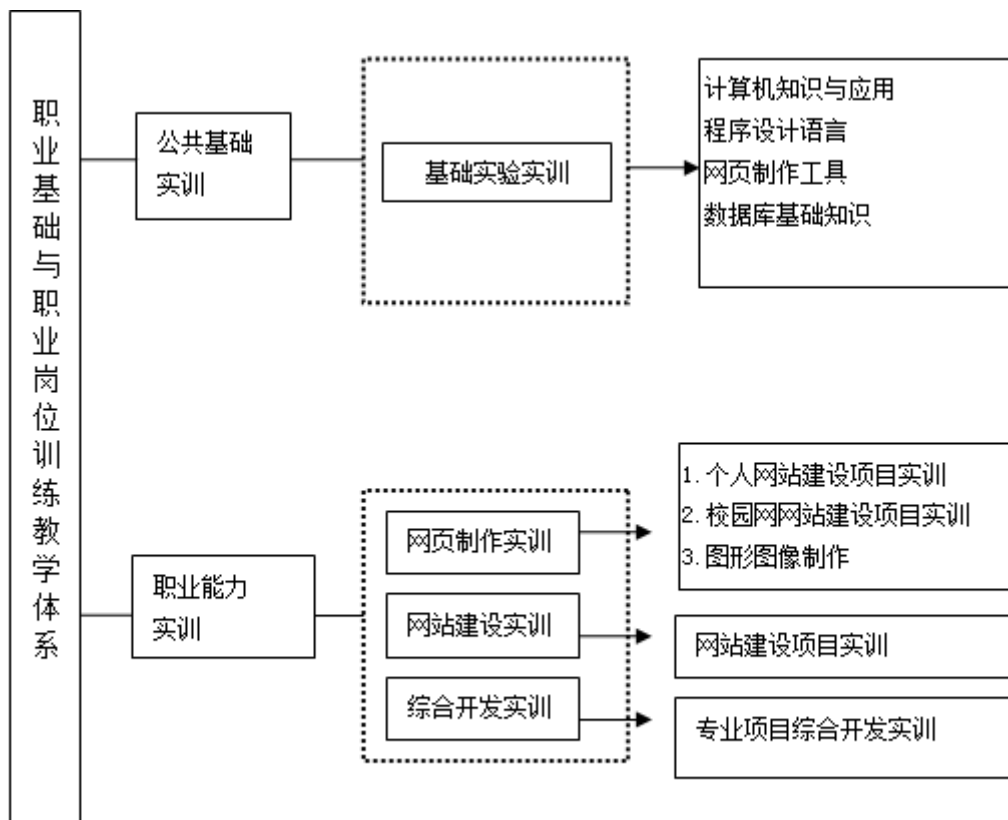 职业基础与职业岗位训练教学体系
公共基础
实训
基础实验实训
计算机知识与应用
程序设计语言
网页制作工具
数据库基础知识
职业能力
实训
网页制作实训
网站建设实训
综合开发实训
1.个人网站建设项目实训
2.校园网网站建设项目实训
3.图形图像制作
网站建设项目实训
专业项目综合开发实训